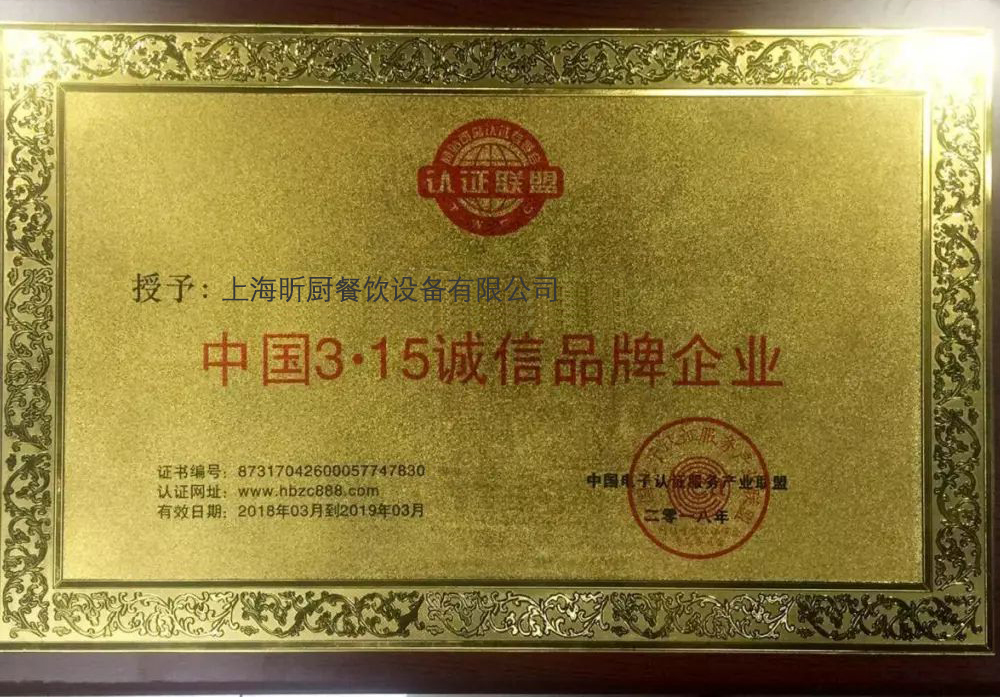 认证联盟
授予：上海昕厨餐饮设备有限公司
中国3·15诚信品牌企业
证书编号：87317042600057747830
认证网址：www.hbzc888.com
有效日期：2018年03月到2019年03月
中国电子认证服务产业联盟
二零一八年